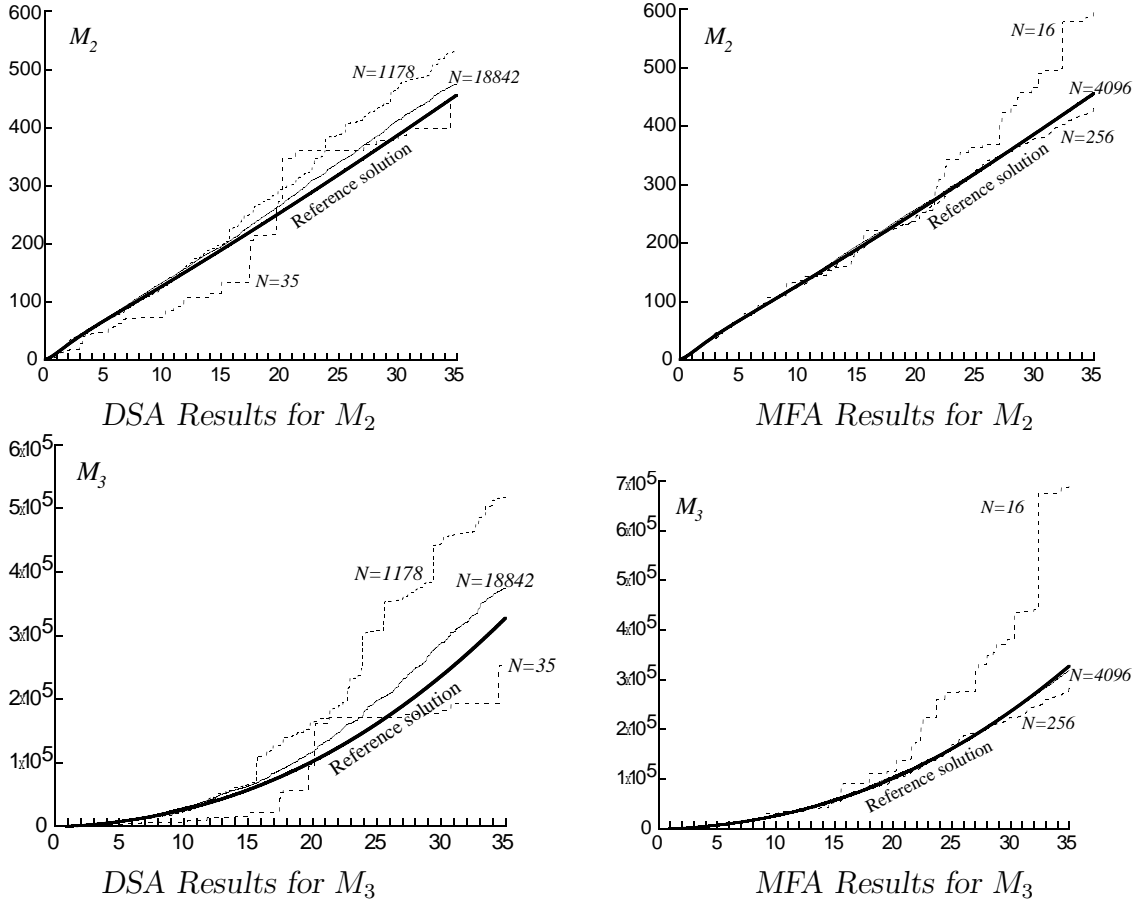 600
500
400
300
200
100
0
0 5 10 15 20 25 30 35
M2
N=1178
N=18842
Reference solution
N=35
DSA Results for M2
600
500
400
300
200
100
0
0 5 10 15 20 25 30 35
M2
N=16
N=4096
N=256
Reference solution
MFA Results for M2
6x10^5
5x10^5
4x10^5
3x10^5
2x10^5
1x10^5
0
0 5 10 15 20 25 30 35
M3
N=1178
N=18842
N=35
Reference solution
DSA Results for M3
7x10^5
6x10^5
5x10^5
4x10^5
3x10^5
2x10^5
1x10^5
0
0 5 10 15 20 25 30 35
M3
N=16
N=4096
N=256
Reference solution
MFA Results for M3